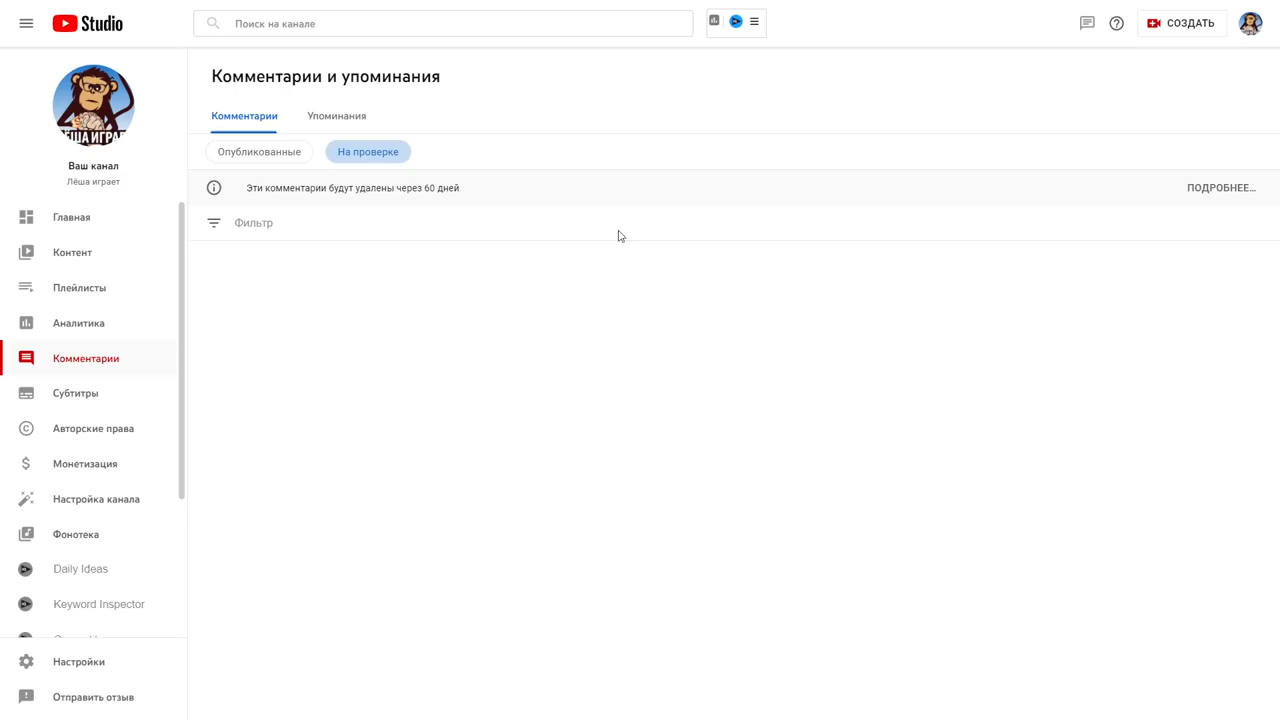 Studio
Поиск на канале
СОЗДАТЬ
ЛЁША ИГРАЕТ
Ваш канал
Лёша играет
Главная
Контент
Плейлисты
Аналитика
Комментарии
Субтитры
Авторские права
Монетизация
Настройка канала
Фонотека
Daily Ideas
Keyword Inspector
Настройки
Отправить отзыв
Комментарии и упоминания
Комментарии
Упоминания
Опубликованные
На проверке
Эти комментарии будут удалены через 60 дней
ПОДРОБНЕЕ...
Фильтр